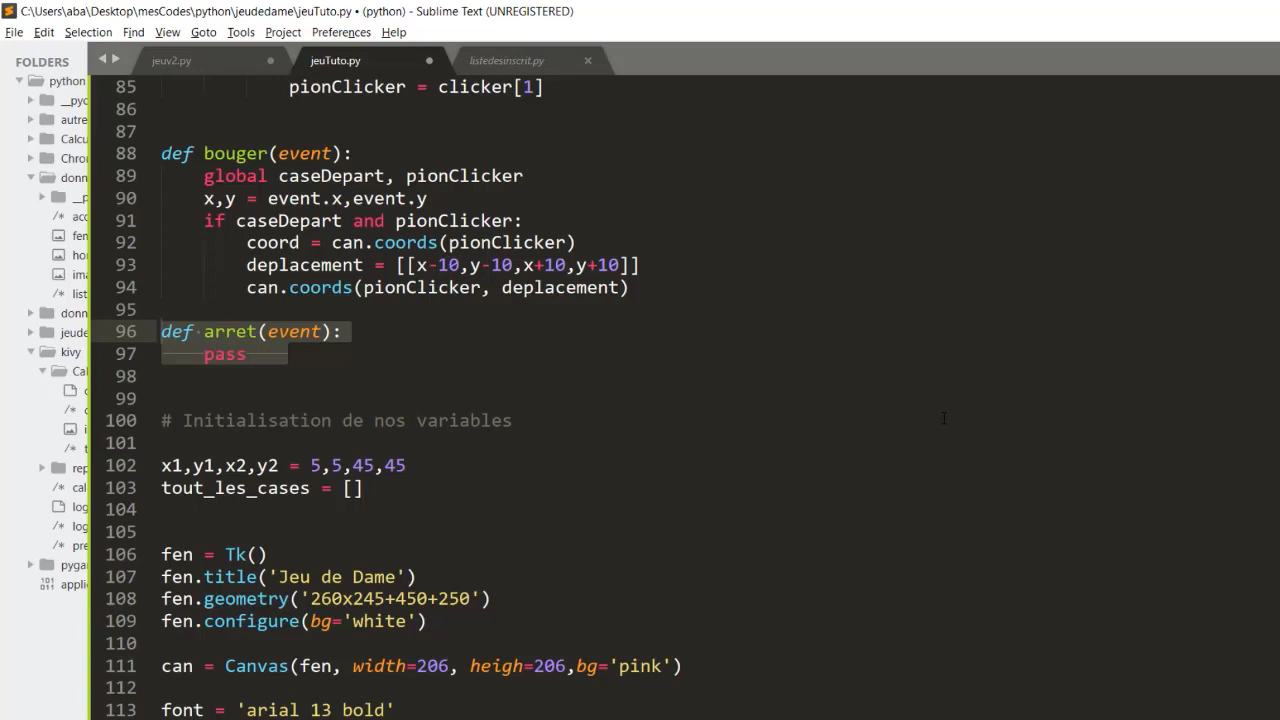 C:\Users\aba\Desktop\mesCodes\python\jeudedame\jeuTuto.py • (python) - Sublime Text (UNREGISTERED)
File Edit Selection Find View Goto Tools Project Preferences Help
FOLDERS
jeuv2.py jeuTuto.py listedesinscrit.py
python
__pyc
autre
Calcu
Chron
donn
__p
acc
fen
hor
ima
list
donn
jeude
kivy
Cal
c
c
i
t
rep
cal
log
log
pre
pygar
applic
85 pionClicker = clicker[1]
86
87
88 def bouger(event):
89 global caseDepart, pionClicker
90 x,y = event.x,event.y
91 if caseDepart and pionClicker:
92 coord = can.coords(pionClicker)
93 deplacement = [[x-10,y-10,x+10,y+10]]
94 can.coords(pionClicker, deplacement)
95
96 def arret(event):
97 pass
98
99
100 # Initialisation de nos variables
101
102 x1,y1,x2,y2 = 5,5,45,45
103 tout_les_cases = []
104
105
106 fen = Tk()
107 fen.title('Jeu de Dame')
108 fen.geometry('260x245+450+250')
109 fen.configure(bg='white')
110
111 can = Canvas(fen, width=206, heigh=206,bg='pink')
112
113 font = 'arial 13 bold'